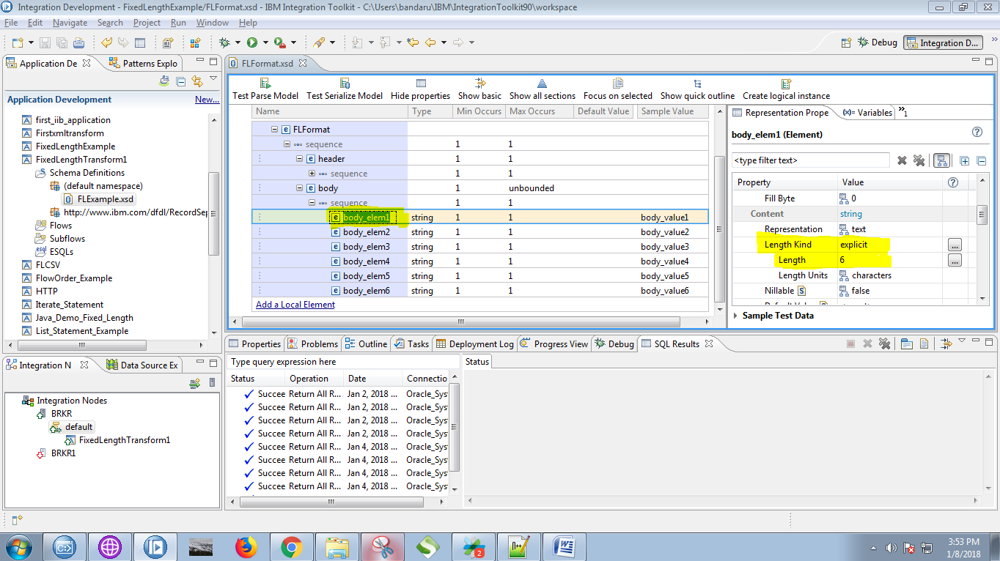 Integration Development - FixedLengthExample/FLFormat.xsd - IBM Integration Toolkit - C:\Users\bandaru\IBM\IntegrationToolkit90\workspace
File Edit Navigate Search Project Run Window Help
Debug Integration D... »
Application De Patterns Explo
Application Development New...
first_iib_application
Firstxmltransform
FixedLengthExample
FixedLengthTransform1
Schema Definitions
(default namespace)
FLExample.xsd
http://www.ibm.com/dfdl/RecordSep
Flows
Subflows
ESQLs
FLCSV
FlowOrder_Example
HTTP
Iterate_Statement
Java_Demo_Fixed_Length
List_Statement_Example
Integration N Data Source Ex
Integration Nodes
BRKR
default
FixedLengthTransform1
BRKR1
FLFormat.xsd
Test Parse Model Test Serialize Model Hide properties Show basic Show all sections Focus on selected Show quick outline Create logical instance
Name Type Min Occurs Max Occurs Default Value Sample Value
FLFormat
sequence 1 1
header 1 1
sequence 1 1
body 1 unbounded
sequence 1 1
body_elem1 string 1 1 body_value1
body_elem2 string 1 1 body_value2
body_elem3 string 1 1 body_value3
body_elem4 string 1 1 body_value4
body_elem5 string 1 1 body_value5
body_elem6 string 1 1 body_value6
Add a Local Element
Representation Prope (x)= Variables »1
body_elem1 (Element)
<type filter text>
Property Value
Fill Byte 0
Content string
Representation text
Length Kind explicit ...
Length 6 ...
Length Units characters
Nillable S false
Sample Test Data
Properties Problems Outline Tasks Deployment Log Progress View Debug SQL Results
Type query expression here
Status Operation Date Connectio
Succee Return All R... Jan 2, 2018 ... Oracle_Sys
Succee Return All R... Jan 2, 2018 ... Oracle_Sys
Succee Return All R... Jan 2, 2018 ... Oracle_Sys
Succee Return All R... Jan 2, 2018 ... Oracle_Sys
Succee Return All R... Jan 4, 2018 ... Oracle_Sys
Succee Return All R... Jan 4, 2018 ... Oracle_Sys
Succee Return All R... Jan 4, 2018 ... Oracle_Sys
Succee Return All R... Jan 4, 2018 ... Oracle_Sys
Status
3:53 PM
1/8/2018